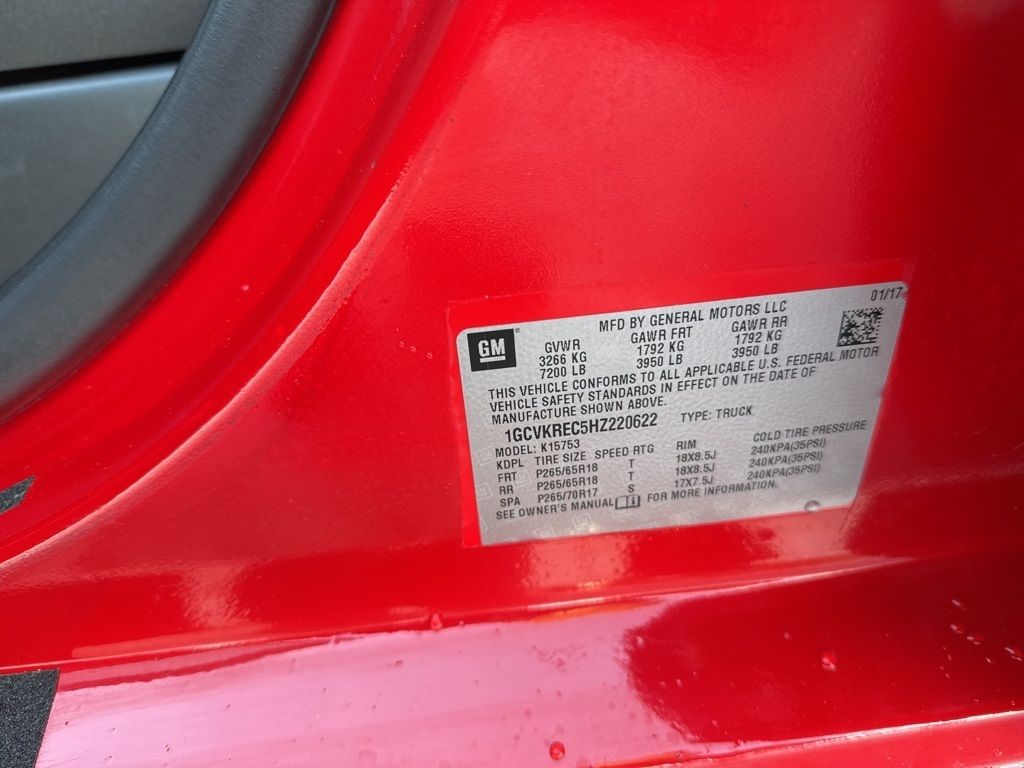 01/17
GM
MFD BY GENERAL MOTORS LLC
GVWR GAWR FRT GAWR RR
3266 KG 1792 KG 1792 KG
7200 LB 3950 LB 3950 LB
THIS VEHICLE CONFORMS TO ALL APPLICABLE U.S. FEDERAL MOTOR
VEHICLE SAFETY STANDARDS IN EFFECT ON THE DATE OF
MANUFACTURE SHOWN ABOVE.
1GCVKREC5HZ220622 TYPE: TRUCK
MODEL: K15753
KDPL TIRE SIZE SPEED RTG RIM COLD TIRE PRESSURE
FRT P265/65R18 T 18X8.5J 240KPA(35PSI)
RR P265/65R18 T 18X8.5J 240KPA(35PSI)
SPA P265/70R17 S 17X7.5J 240KPA(35PSI)
SEE OWNER'S MANUAL FOR MORE INFORMATION.